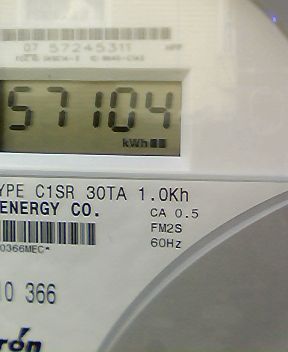 07 57245311
57104
kWh
YPE C1SR 30TA 1.0Kh
ENERGY CO.
CA 0.5
FM2S
60Hz
0366MEC*
10 366
rón